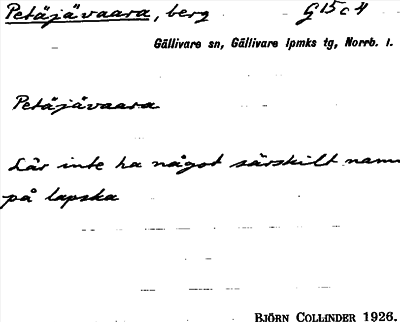 Petäjävaara, berg G15c4
Gällivare sn, Gällivare lpmks tg, Norrb. l.
Petäjävaara
Lär inte ha något särskilt namn
på lapska
BJÖRN COLLINDER 1926.